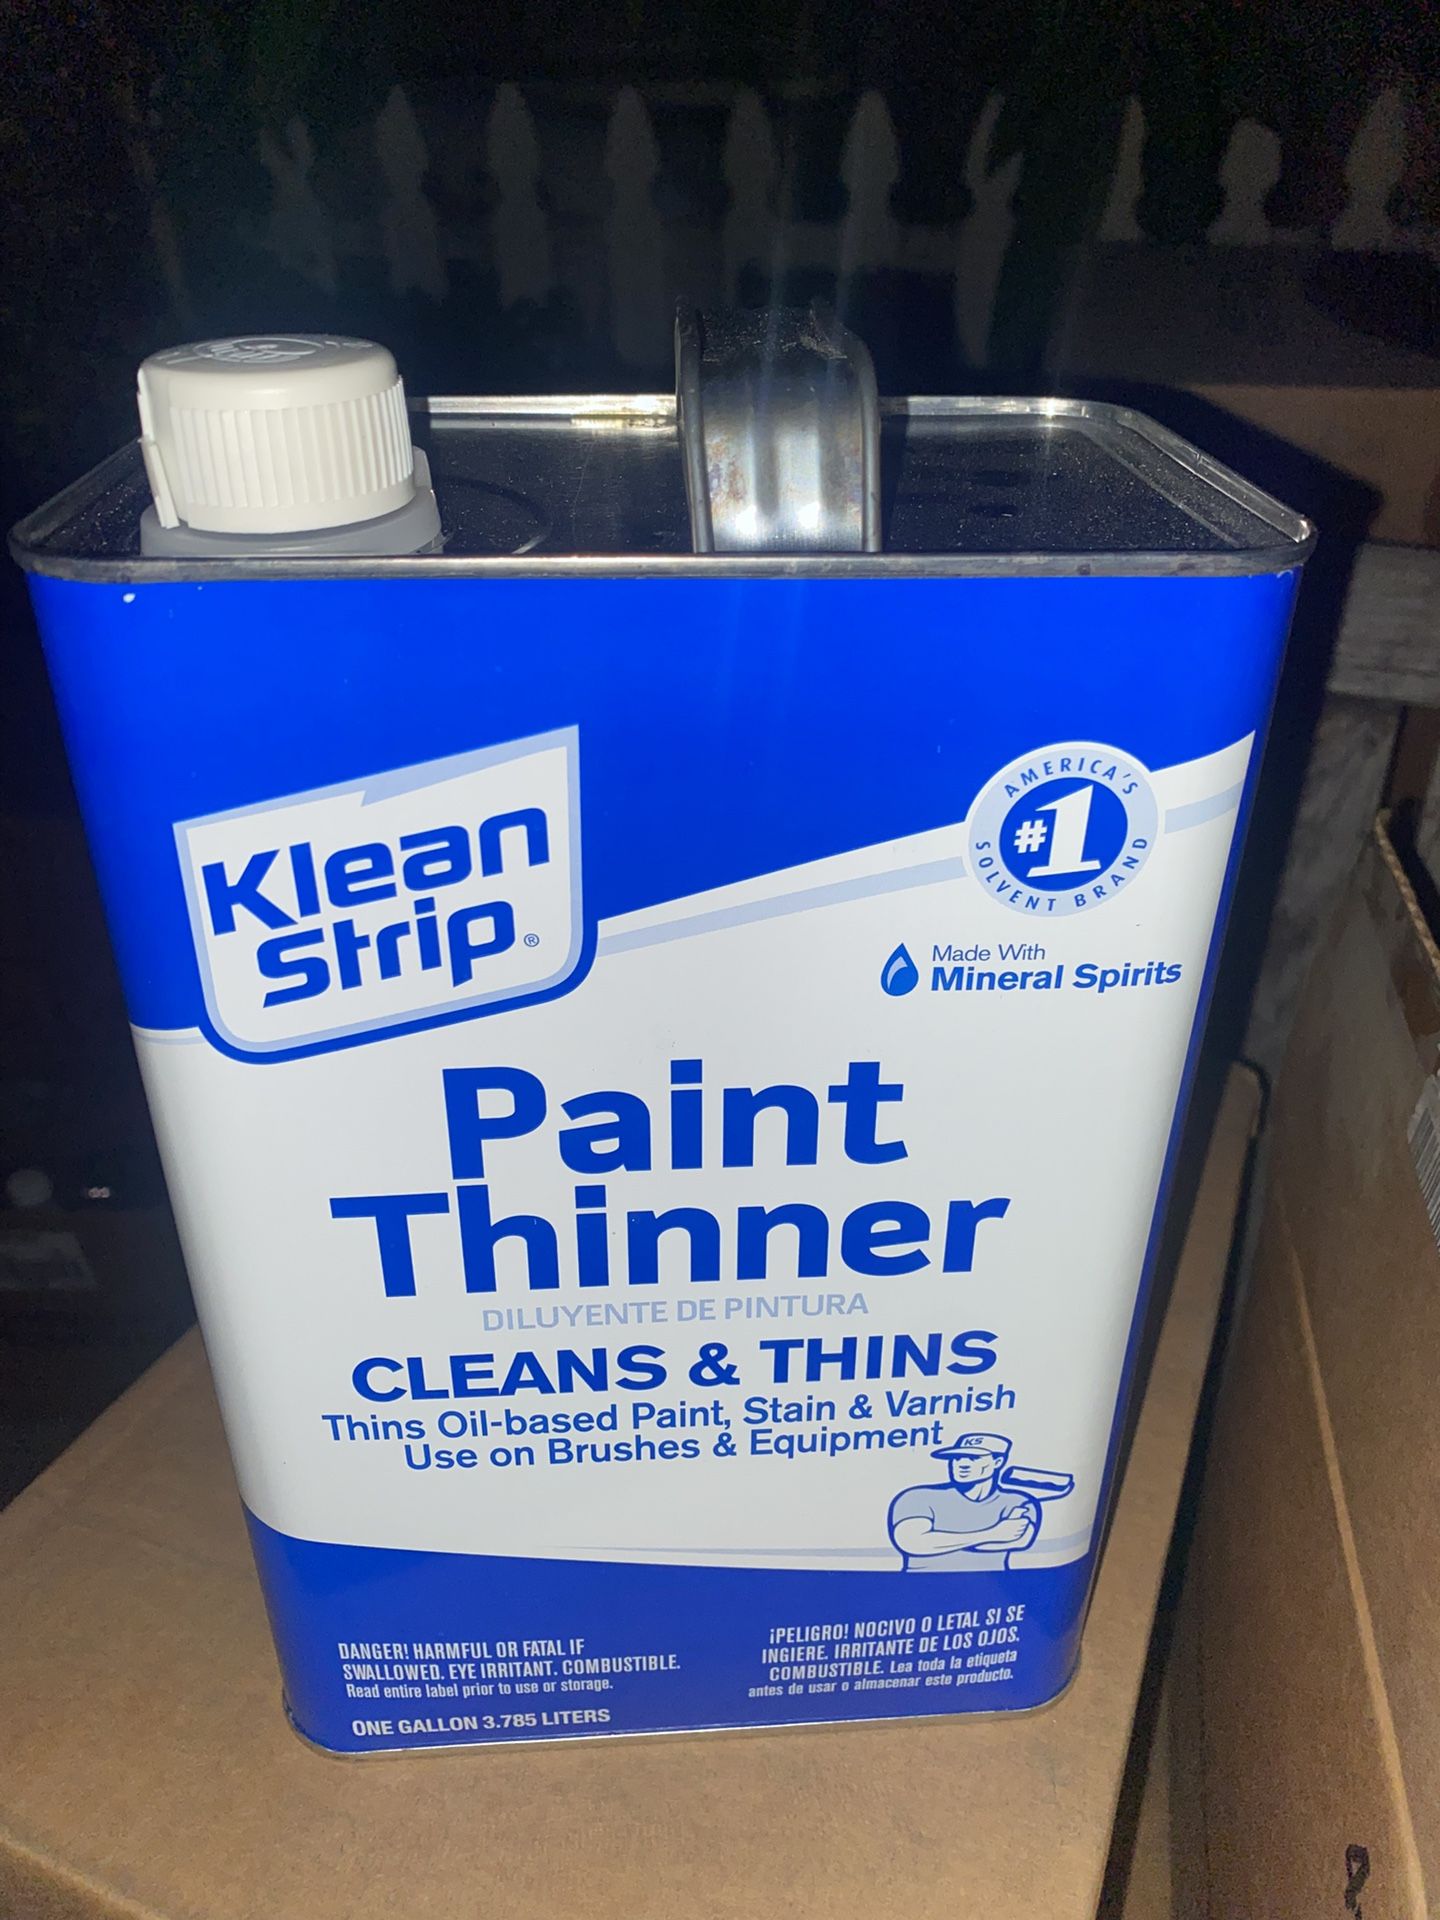 Klean
Strip®
AMERICA'S
#1
SOLVENT BRAND
Made With
Mineral Spirits
Paint
Thinner
DILUYENTE DE PINTURA
CLEANS & THINS
Thins Oil-based Paint, Stain & Varnish
Use on Brushes & Equipment
KS
DANGER! HARMFUL OR FATAL IF
SWALLOWED. EYE IRRITANT. COMBUSTIBLE.
Read entire label prior to use or storage.
ONE GALLON 3.785 LITERS
¡PELIGRO! NOCIVO O LETAL SI SE
INGIERE. IRRITANTE DE LOS OJOS.
COMBUSTIBLE. Lea toda la etiqueta
antes de usar o almacenar este producto.